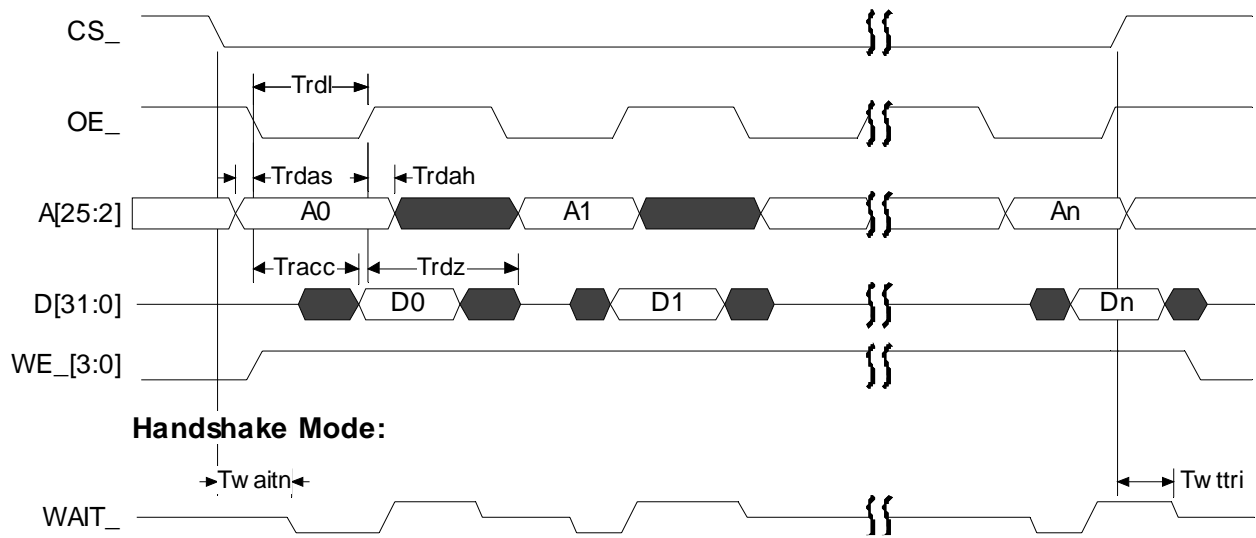 CS_
Trdl
OE_
Trdas Trdah
A[25:2] A0 A1 An
Tracc Trdz
D[31:0] D0 D1 Dn
WE_[3:0]
Handshake Mode:
Tw aitn Tw ttri
WAIT_